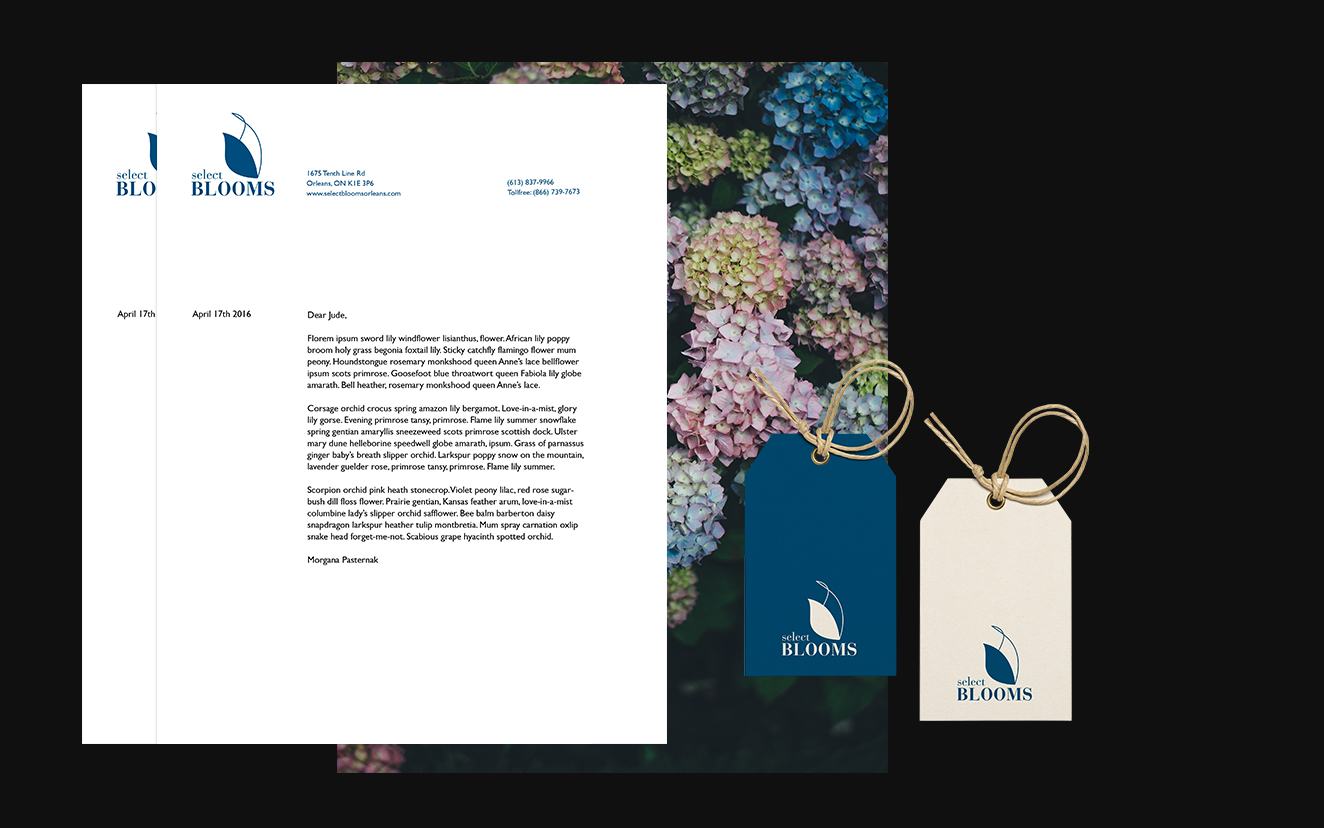 select
BLO
April 17th
select
BLOOMS
1675 Tenth Line Rd
Orleans, ON K1E 3P6
www.selectbloomsorleans.com
(613) 837-9966
Tollfree: (866) 739-7673
April 17th 2016
Dear Jude,
Florem ipsum sword lily windflower lisianthus, flower. African lily poppy
broom holy grass begonia foxtail lily. Sticky catchfly flamingo flower mum
peony. Houndstongue rosemary monkshood queen Anne's lace bellflower
ipsum scots primrose. Goosefoot blue throatwort queen Fabiola lily globe
amarath. Bell heather, rosemary monkshood queen Anne's lace.
Corsage orchid crocus spring amazon lily bergamot. Love-in-a-mist, glory
lily gorse. Evening primrose tansy, primrose. Flame lily summer snowflake
spring gentian amaryllis sneezeweed scots primrose scottish dock. Ulster
mary dune helleborine speedwell globe amarath, ipsum. Grass of parnassus
ginger baby's breath slipper orchid. Larkspur poppy snow on the mountain,
lavender guelder rose, primrose tansy, primrose. Flame lily summer.
Scorpion orchid pink heath stonecrop. Violet peony lilac, red rose sugar-
bush dill floss flower. Prairie gentian, Kansas feather arum, love-in-a-mist
columbine lady's slipper orchid safflower. Bee balm barberton daisy
snapdragon larkspur heather tulip montbretia. Mum spray carnation oxlip
snake head forget-me-not. Scabious grape hyacinth spotted orchid.
Morgana Pasternak
select
BLOOMS
select
BLOOMS